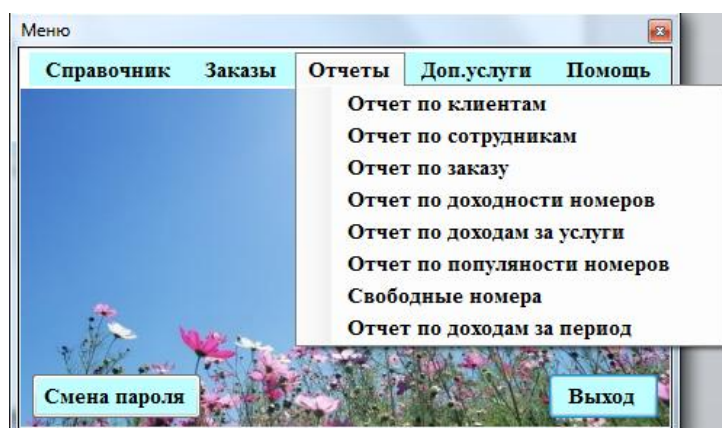 Меню
Справочник Заказы Отчеты Доп.услуги Помощь
Отчет по клиентам
Отчет по сотрудникам
Отчет по заказу
Отчет по доходности номеров
Отчет по доходам за услуги
Отчет по популяности номеров
Свободные номера
Отчет по доходам за период
Смена пароля Выход